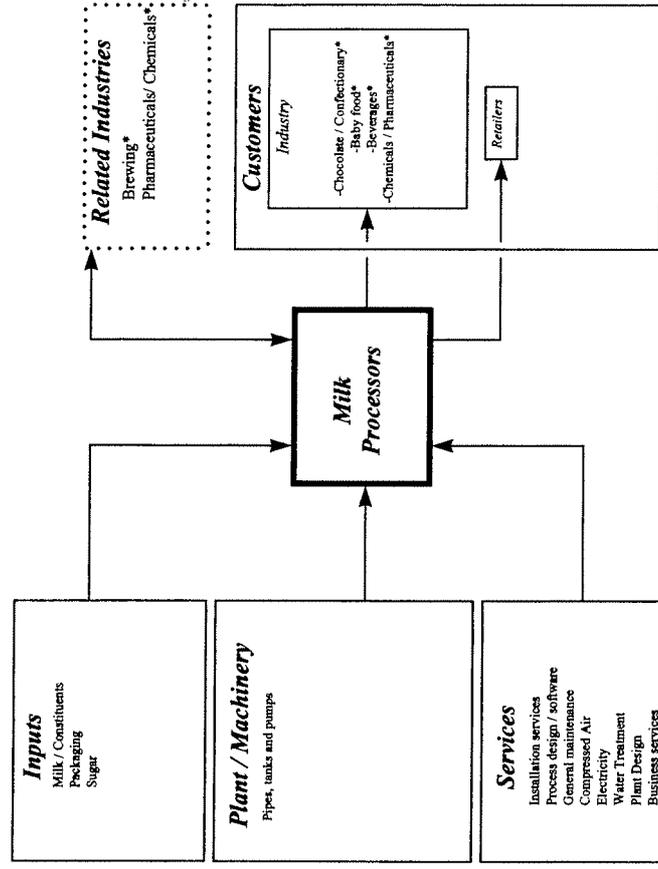 Inputs
Milk / Constituents
Packaging
Sugar
Plant / Machinery
Pipes, tanks and pumps
Services
Installation services
Process design / software
General maintenance
Compressed Air
Electricity
Water Treatment
Plant Design
Business services
Milk
Processors
Related Industries
Brewing*
Pharmaceuticals/ Chemicals*
Customers
Industry
-Chocolate / Confectionary*
-Baby food*
-Beverages*
-Chemicals / Pharmaceuticals*
Retailers